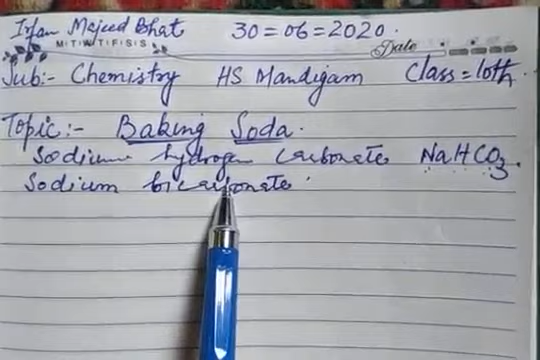 Irfan Majeed Bhat 30=06=2020.
MITWTIFISIS
Date
Sub:- Chemistry HS Mandigam Class = 10th.
Topic:- Baking Soda.
Sodium hydrogen carbonate NaHCO3.
Sodium bicarbonate